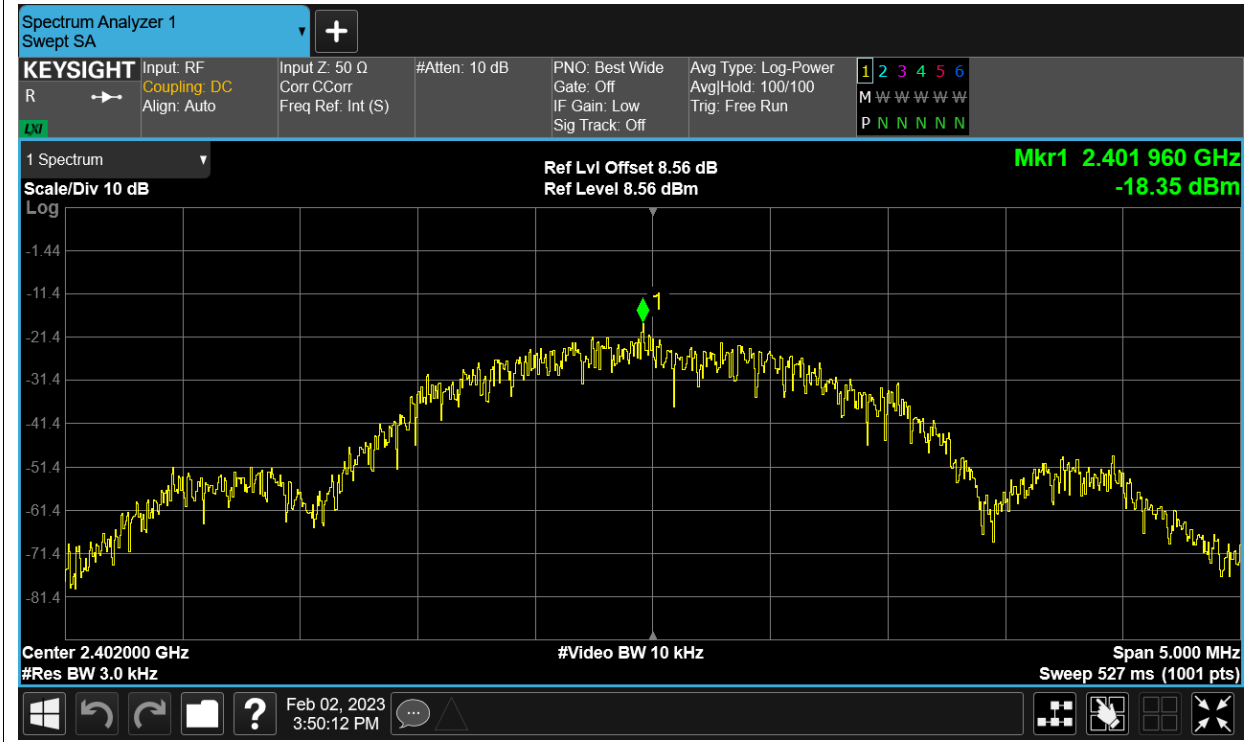 Spectrum Analyzer 1
Swept SA
KEYSIGHT
R
LXI
Input: RF
Coupling: DC
Align: Auto
Input Z: 50 Ω
Corr CCorr
Freq Ref: Int (S)
#Atten: 10 dB
PNO: Best Wide
Gate: Off
IF Gain: Low
Sig Track: Off
Avg Type: Log-Power
Avg|Hold: 100/100
Trig: Free Run
1 2 3 4 5 6
M W W W W W
P N N N N N
1 Spectrum
Scale/Div 10 dB
Log
Ref Lvl Offset 8.56 dB
Ref Level 8.56 dBm
Mkr1 2.401 960 GHz
-18.35 dBm
-1.44
-11.4
-21.4
-31.4
-41.4
-51.4
-61.4
-71.4
-81.4
1
Center 2.402000 GHz
#Res BW 3.0 kHz
#Video BW 10 kHz
Span 5.000 MHz
Sweep 527 ms (1001 pts)
Feb 02, 2023
3:50:12 PM